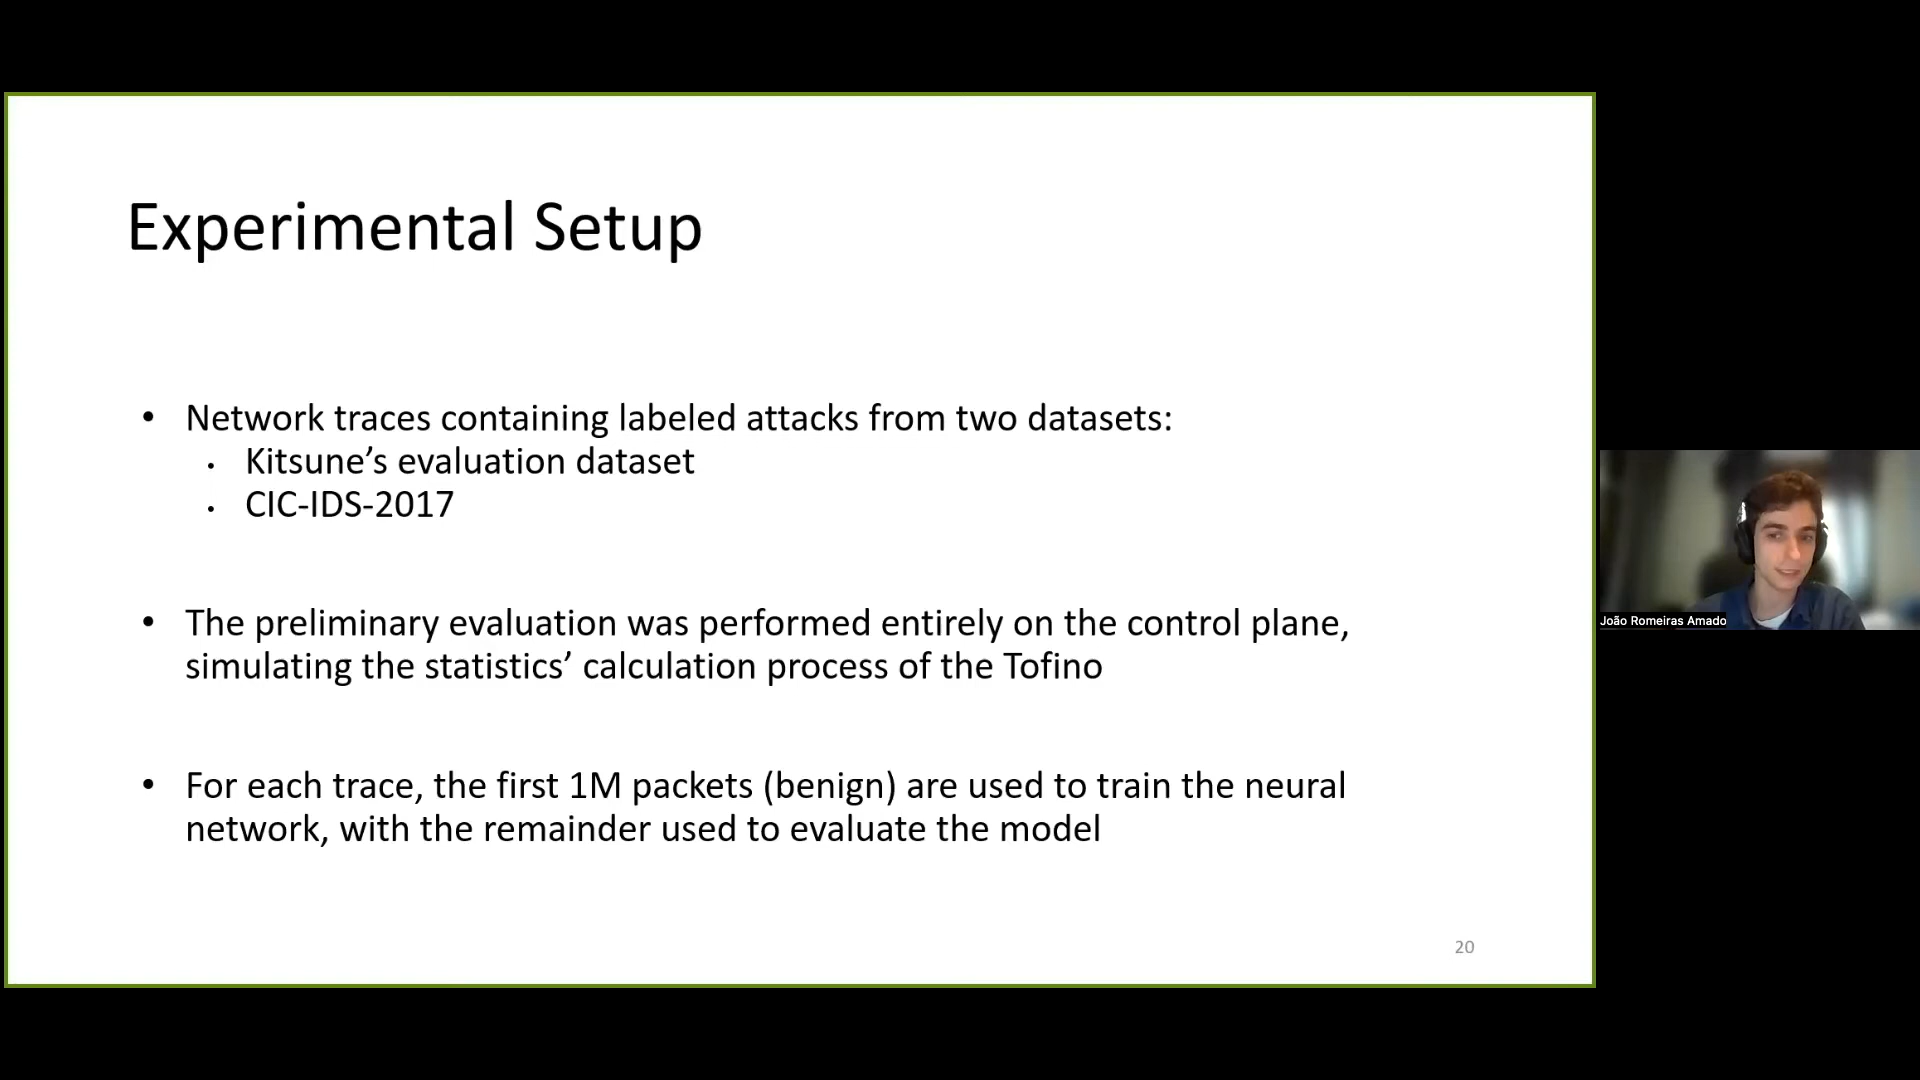 Experimental Setup
• Network traces containing labeled attacks from two datasets:
• Kitsune’s evaluation dataset
• CIC-IDS-2017
• The preliminary evaluation was performed entirely on the control plane,
simulating the statistics’ calculation process of the Tofino
• For each trace, the first 1M packets (benign) are used to train the neural
network, with the remainder used to evaluate the model
20
João Romeiras Amado